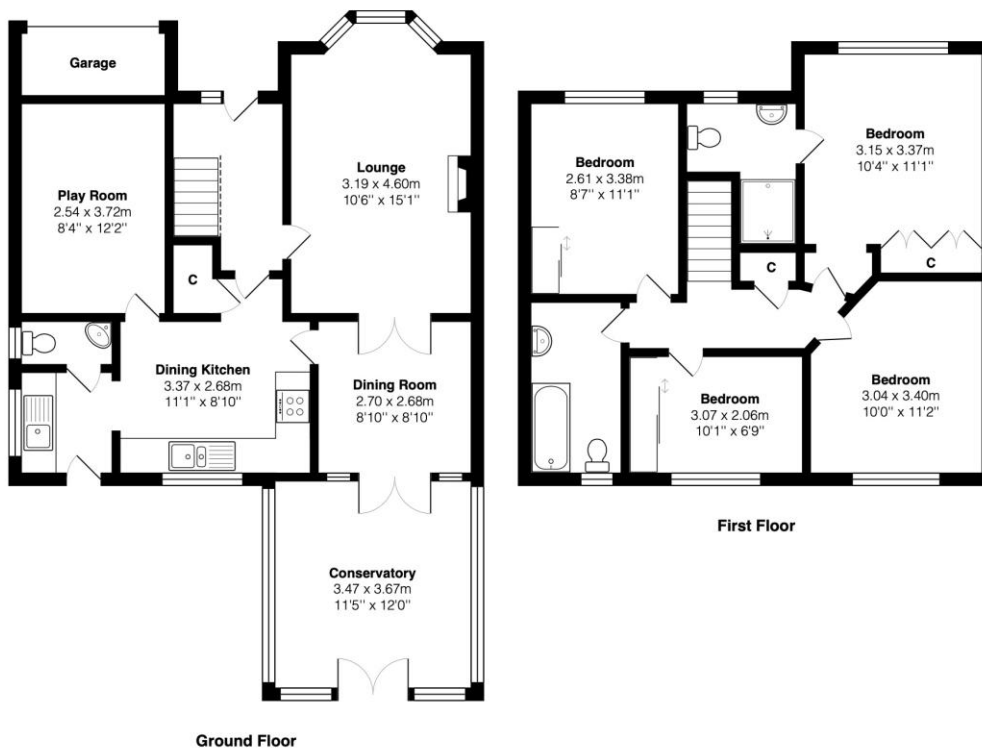 Garage
Play Room
2.54 x 3.72m
8'4" x 12'2"
Lounge
3.19 x 4.60m
10'6" x 15'1"
C
Dining Kitchen
3.37 x 2.68m
11'1" x 8'10"
Dining Room
2.70 x 2.68m
8'10" x 8'10"
Conservatory
3.47 x 3.67m
11'5" x 12'0"
Ground Floor
Bedroom
2.61 x 3.38m
8'7" x 11'1"
Bedroom
3.15 x 3.37m
10'4" x 11'1"
C
C
Bedroom
3.07 x 2.06m
10'1" x 6'9"
Bedroom
3.04 x 3.40m
10'0" x 11'2"
First Floor